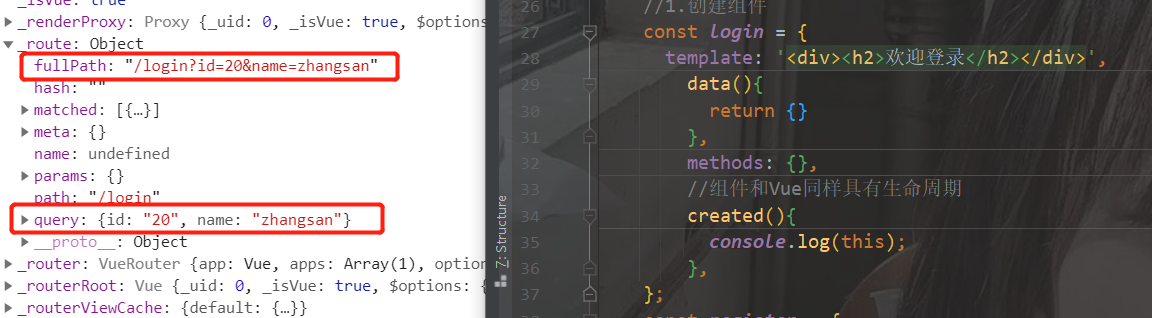 _isVue: true
▸_renderProxy: Proxy {_uid: 0, _isVue: true, $options:
▾_route: Object
fullPath: "/login?id=20&name=zhangsan"
hash: ""
▸matched: [{…}]
▸meta: {}
name: undefined
▸params: {}
path: "/login"
▸query: {id: "20", name: "zhangsan"}
▸__proto__: Object
▸_router: VueRouter {app: Vue, apps: Array(1), option
▸_routerRoot: Vue {_uid: 0, _isVue: true, $options: {
▸_routerViewCache: {default: {…}}
7: Structure
26 //1.创建组件
27 const login = {
28 template: '<div><h2>欢迎登录</h2></div>',
29 data(){
30 return {}
31 },
32 methods: {},
33 //组件和Vue同样具有生命周期
34 created(){
35 console.log(this);
36 },
37 };
38 const register = {